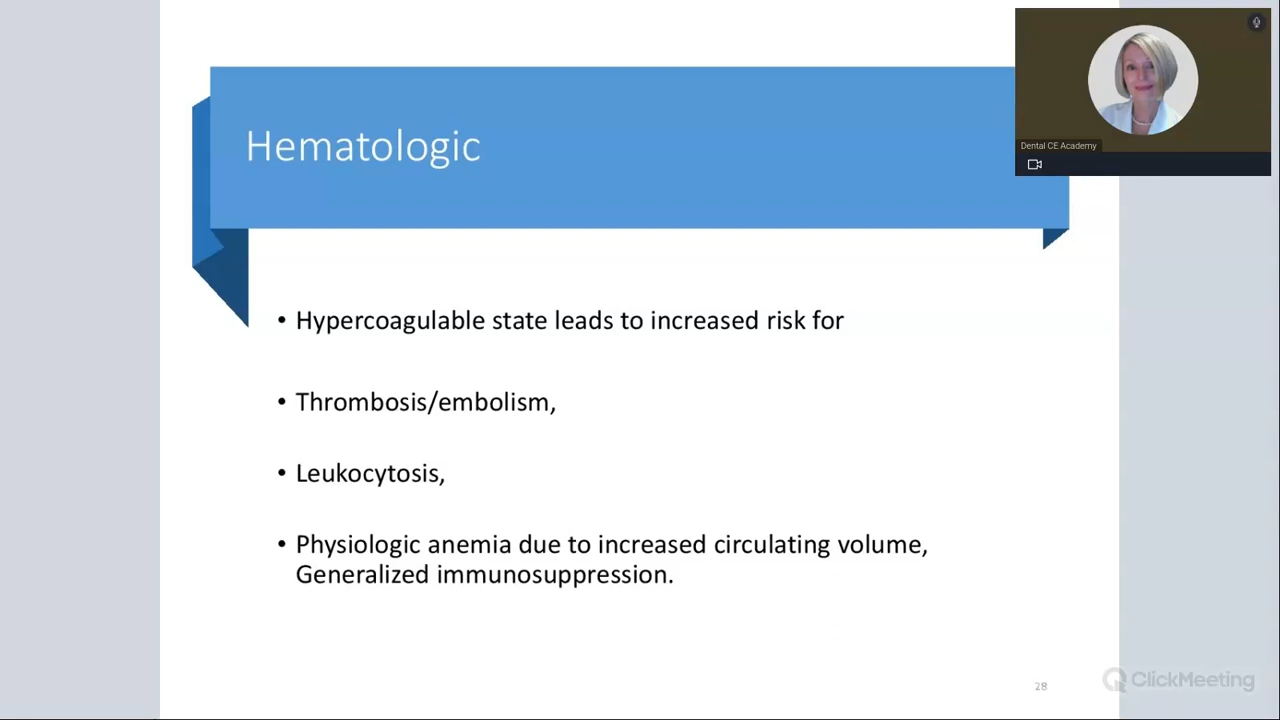 Hematologic
Dental CE Academy
• Hypercoagulable state leads to increased risk for
• Thrombosis/embolism,
• Leukocytosis,
• Physiologic anemia due to increased circulating volume,
Generalized immunosuppression.
28
ClickMeeting